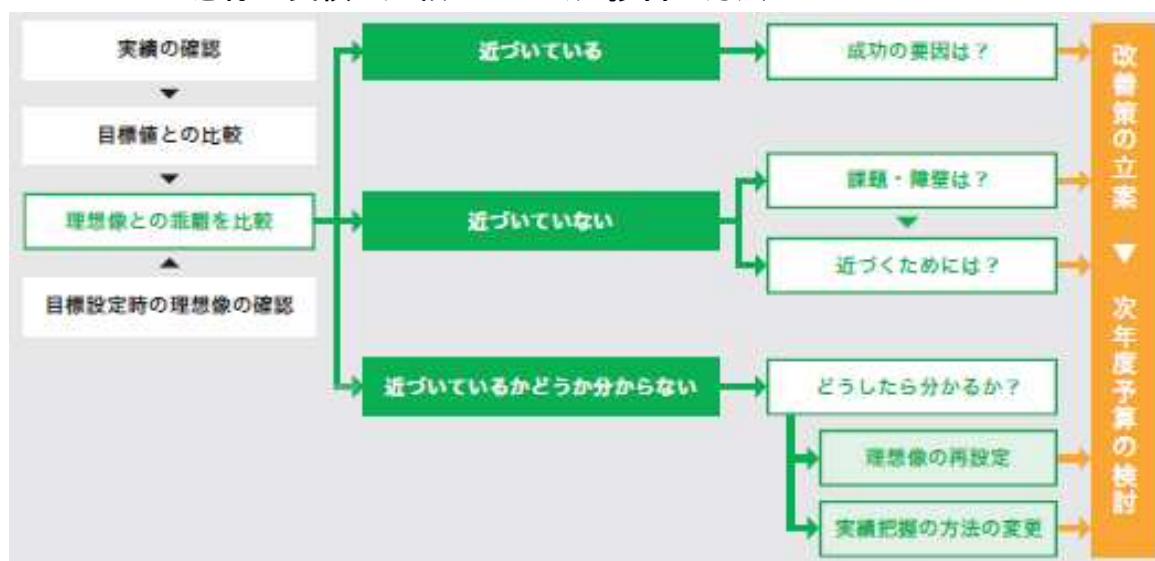 実績の確認
▼
目標値との比較
▼
理想像との乖離を比較
▲
目標設定時の理想像の確認
近づいている
成功の要因は？
近づいていない
課題・障壁は？
▼
近づくためには？
近づいているかどうか分からない
どうしたら分かるか？
理想像の再設定
実績把握の方法の変更
改善策の立案 ▼ 次年度予算の検討